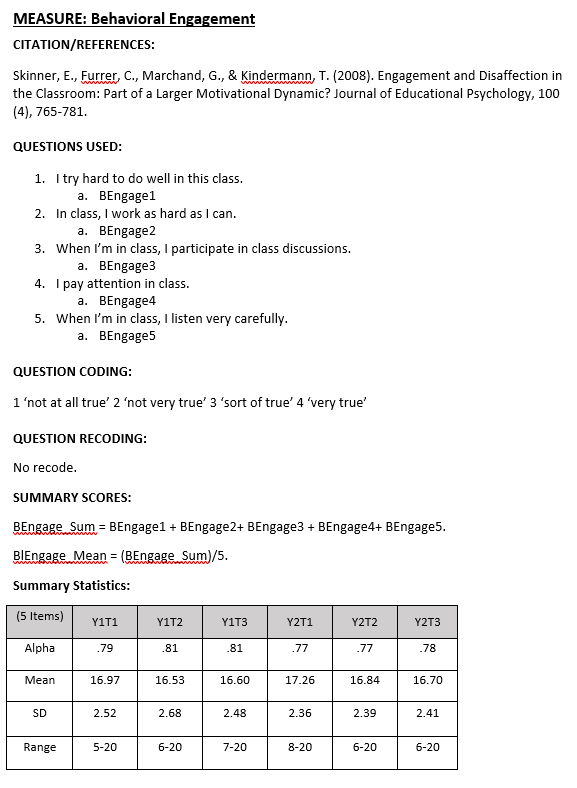 MEASURE: Behavioral Engagement
CITATION/REFERENCES:
Skinner, E., Furrer, C., Marchand, G., & Kindermann, T. (2008). Engagement and Disaffection in
the Classroom: Part of a Larger Motivational Dynamic? Journal of Educational Psychology, 100
(4), 765-781.
QUESTIONS USED:
1. I try hard to do well in this class.
a. BEngage1
2. In class, I work as hard as I can.
a. BEngage2
3. When I’m in class, I participate in class discussions.
a. BEngage3
4. I pay attention in class.
a. BEngage4
5. When I’m in class, I listen very carefully.
a. BEngage5
QUESTION CODING:
1 ‘not at all true’ 2 ‘not very true’ 3 ‘sort of true’ 4 ‘very true’
QUESTION RECODING:
No recode.
SUMMARY SCORES:
BEngage_Sum = BEngage1 + BEngage2+ BEngage3 + BEngage4+ BEngage5.
BlEngage_Mean = (BEngage_Sum)/5.
Summary Statistics:
(5 Items) Y1T1 Y1T2 Y1T3 Y2T1 Y2T2 Y2T3
Alpha .79 .81 .81 .77 .77 .78
Mean 16.97 16.53 16.60 17.26 16.84 16.70
SD 2.52 2.68 2.48 2.36 2.39 2.41
Range 5-20 6-20 7-20 8-20 6-20 6-20